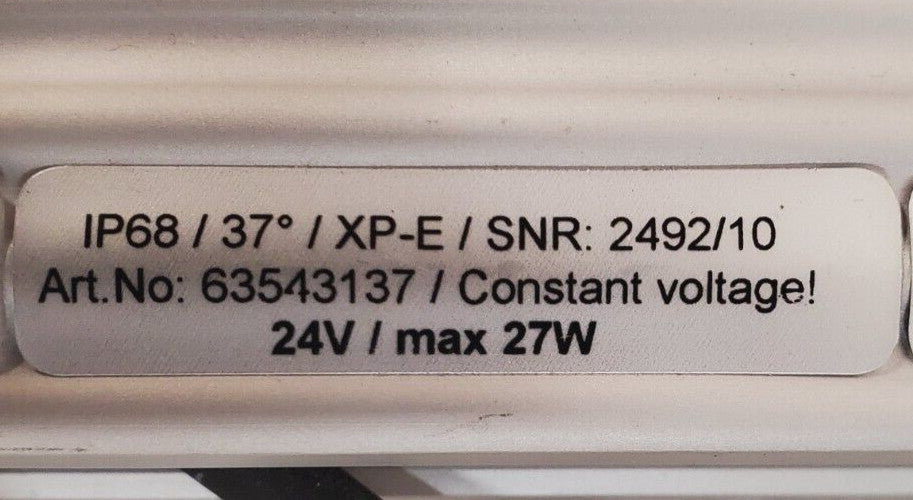 IP68 / 37° / XP-E / SNR: 2492/10
Art.No: 63543137 / Constant voltage!
24V / max 27W